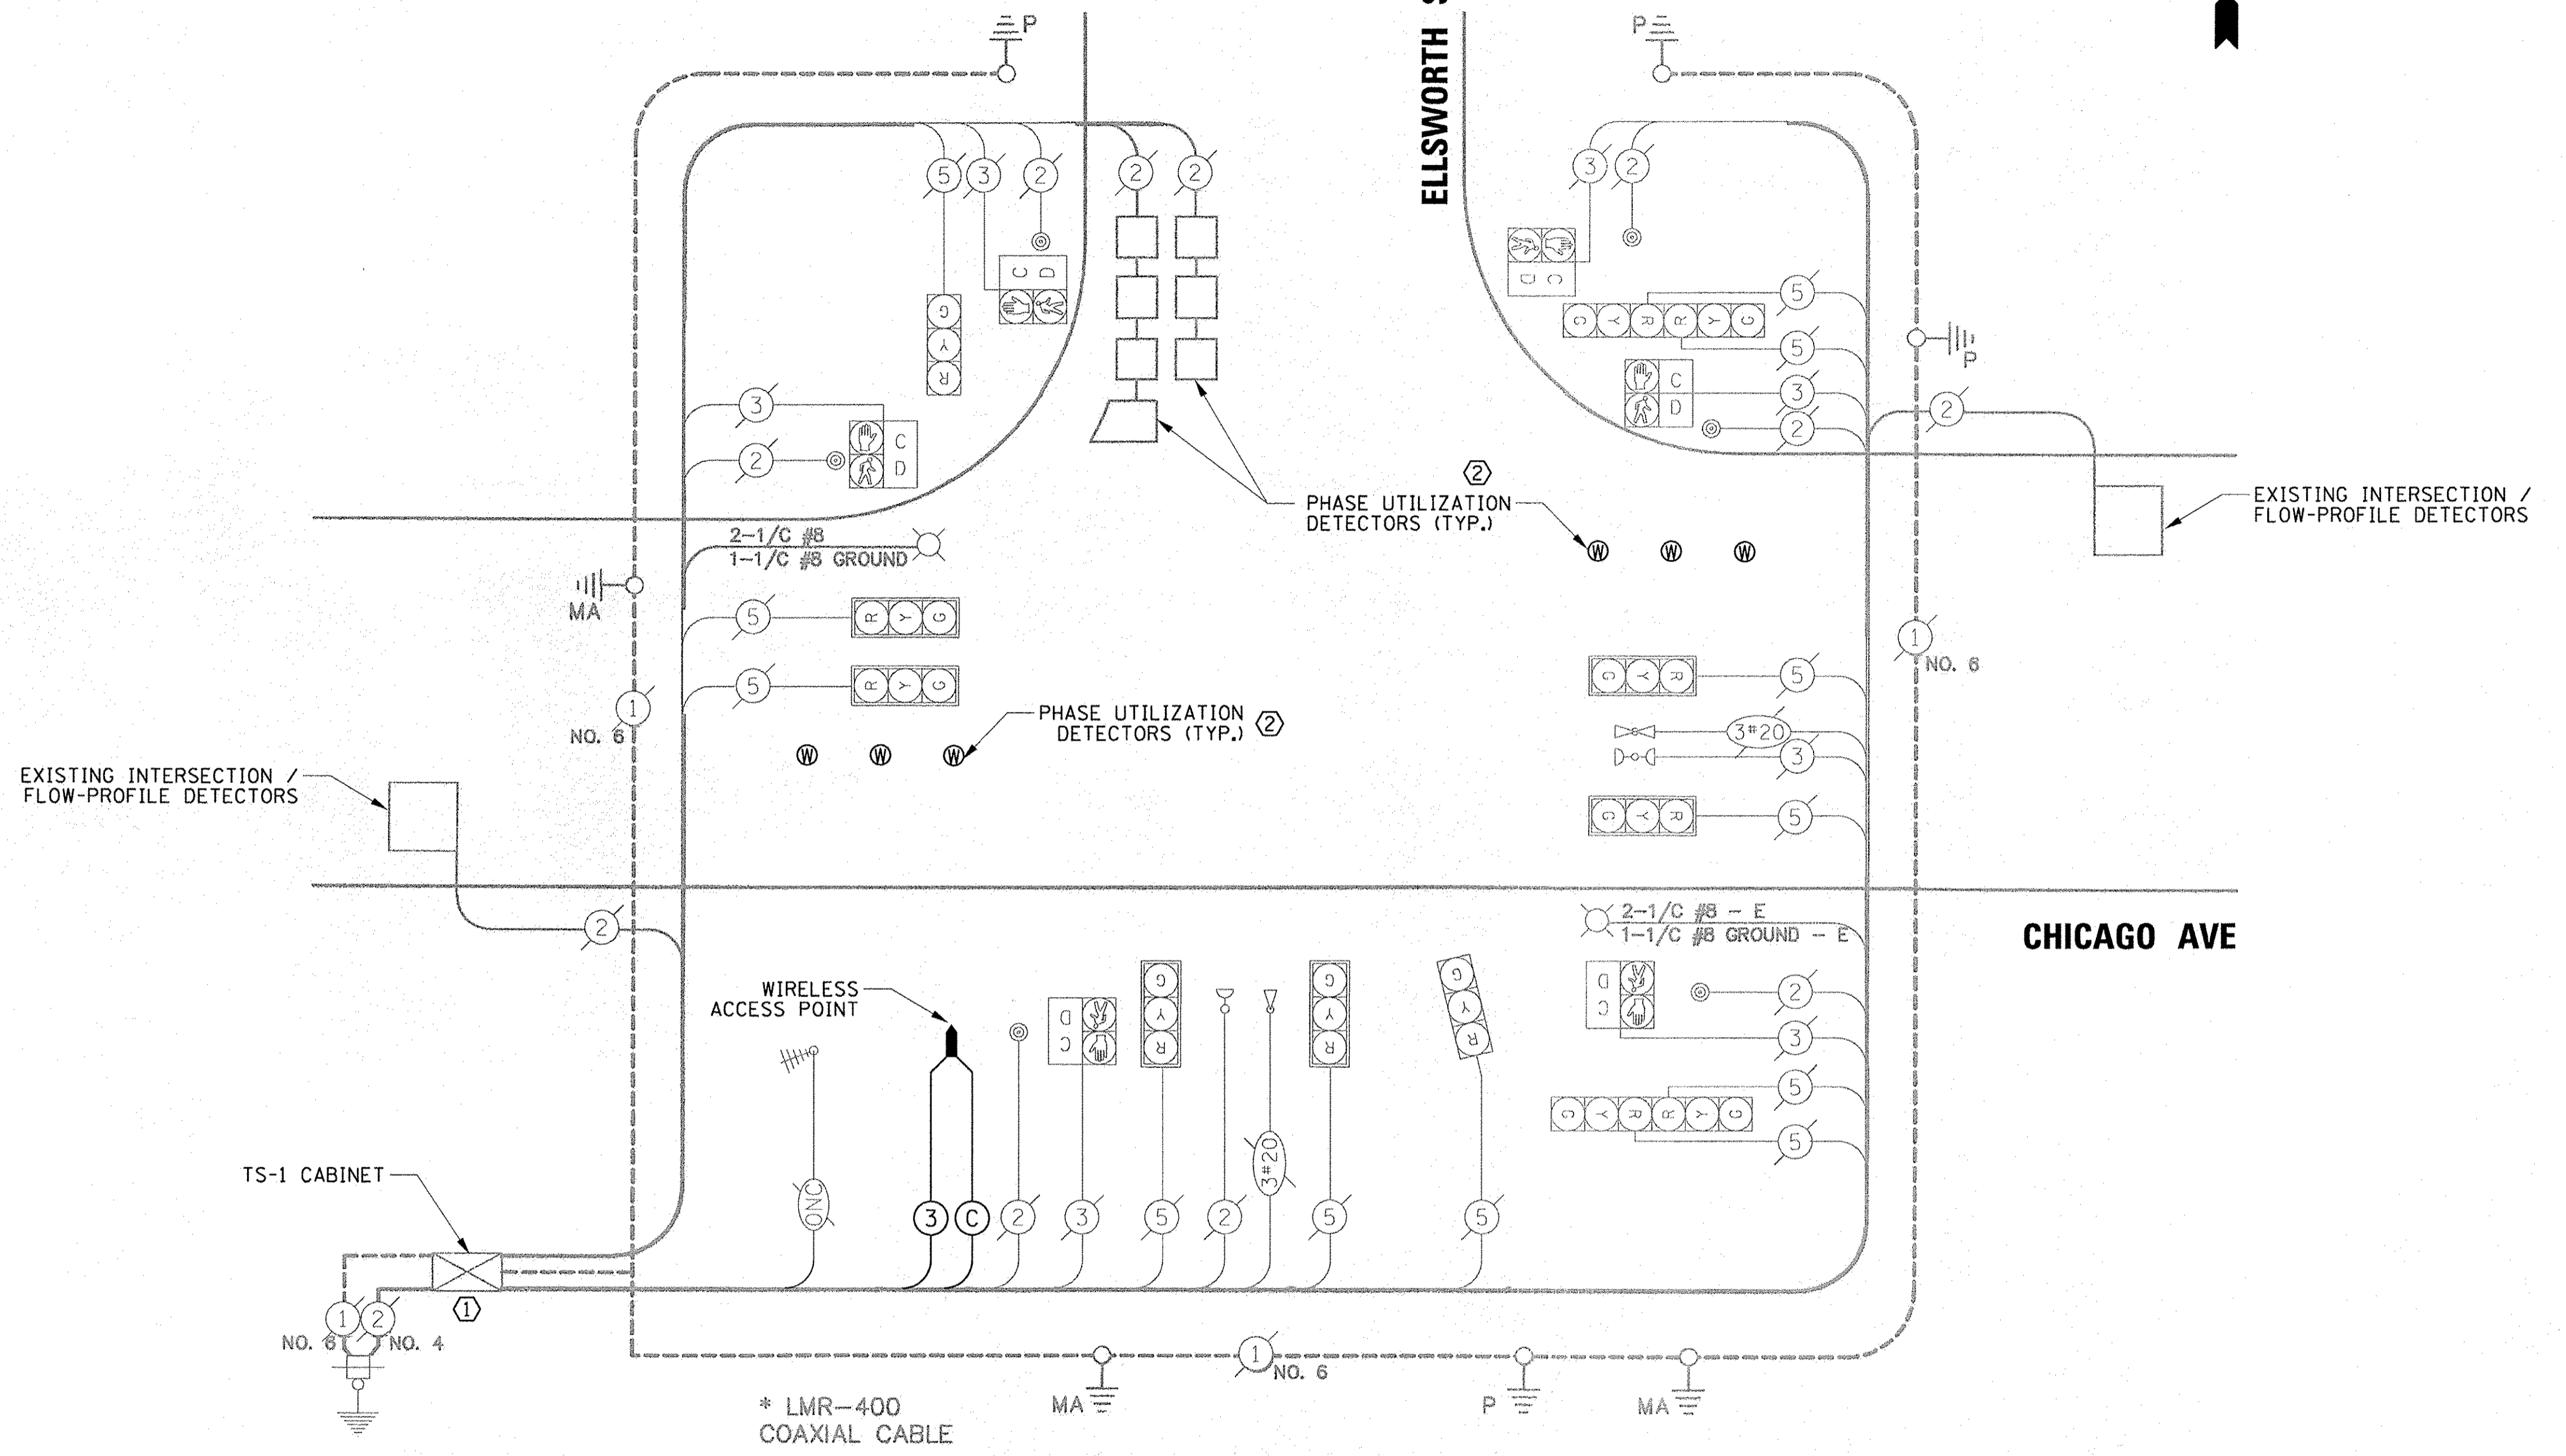 P
P
ELLSWORTH S
5
3
2
2
2
3
2
C D
C D
G
Y
R
5
G Y R R Y G
5
P
3
C
D
3
C
D
2
2
2
2
PHASE UTILIZATION
DETECTORS (TYP.)
EXISTING INTERSECTION /
FLOW-PROFILE DETECTORS
2-1/C #8
1-1/C #8 GROUND
W W W
MA
5
R Y G
1
NO. 6
5
R Y G
G Y R
5
1
NO. 6
PHASE UTILIZATION
DETECTORS (TYP.)
2
3#20
3
W W W
EXISTING INTERSECTION /
FLOW-PROFILE DETECTORS
G Y R
5
2
2-1/C #8 - E
1-1/C #8 GROUND - E
CHICAGO AVE
WIRELESS
ACCESS POINT
D
C
G
Y
R
G
Y
R
G
Y
R
D
C
2
3
5
G Y R R Y G
5
TS-1 CABINET
3#20
ONC
3
C
2
3
5
2
5
5
1
1
2
NO. 6
NO. 4
1
NO. 6
MA
P
MA
* LMR-400
COAXIAL CABLE